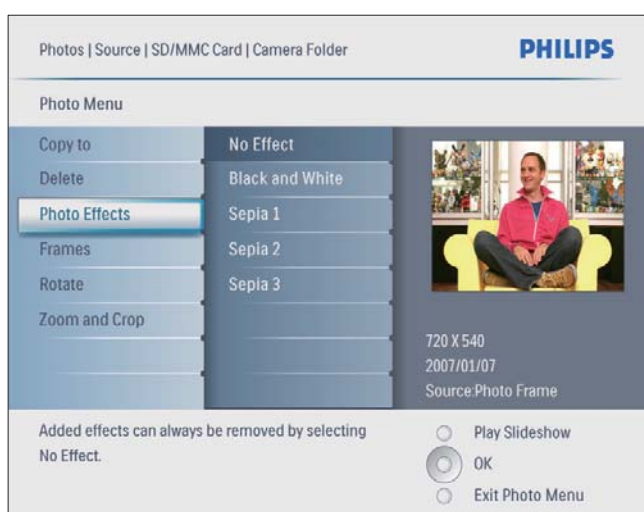 Photos | Source | SD/MMC Card | Camera Folder
PHILIPS
Photo Menu
Copy to
Delete
Photo Effects
Frames
Rotate
Zoom and Crop
No Effect
Black and White
Sepia 1
Sepia 2
Sepia 3
720 X 540
2007/01/07
Source:Photo Frame
Added effects can always be removed by selecting
No Effect.
Play Slideshow
OK
Exit Photo Menu